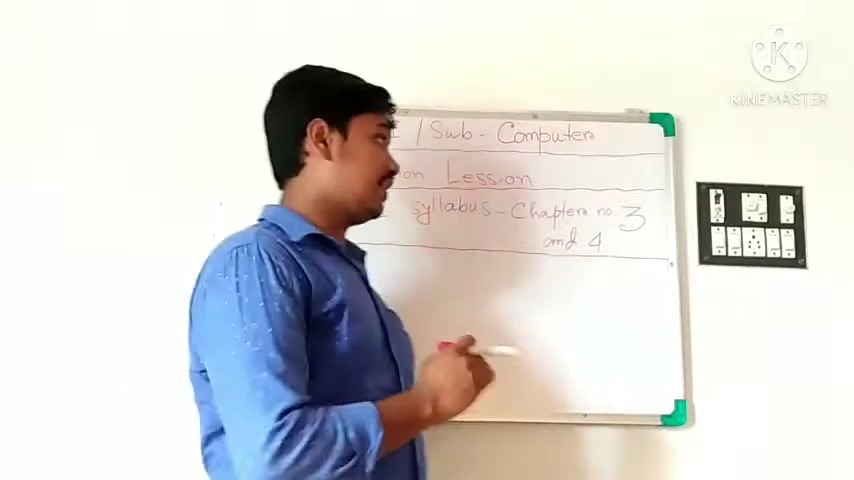 I / Sub - Computer
on Lession
syllabus - Chapter no. 3
and 4
KINEMASTER